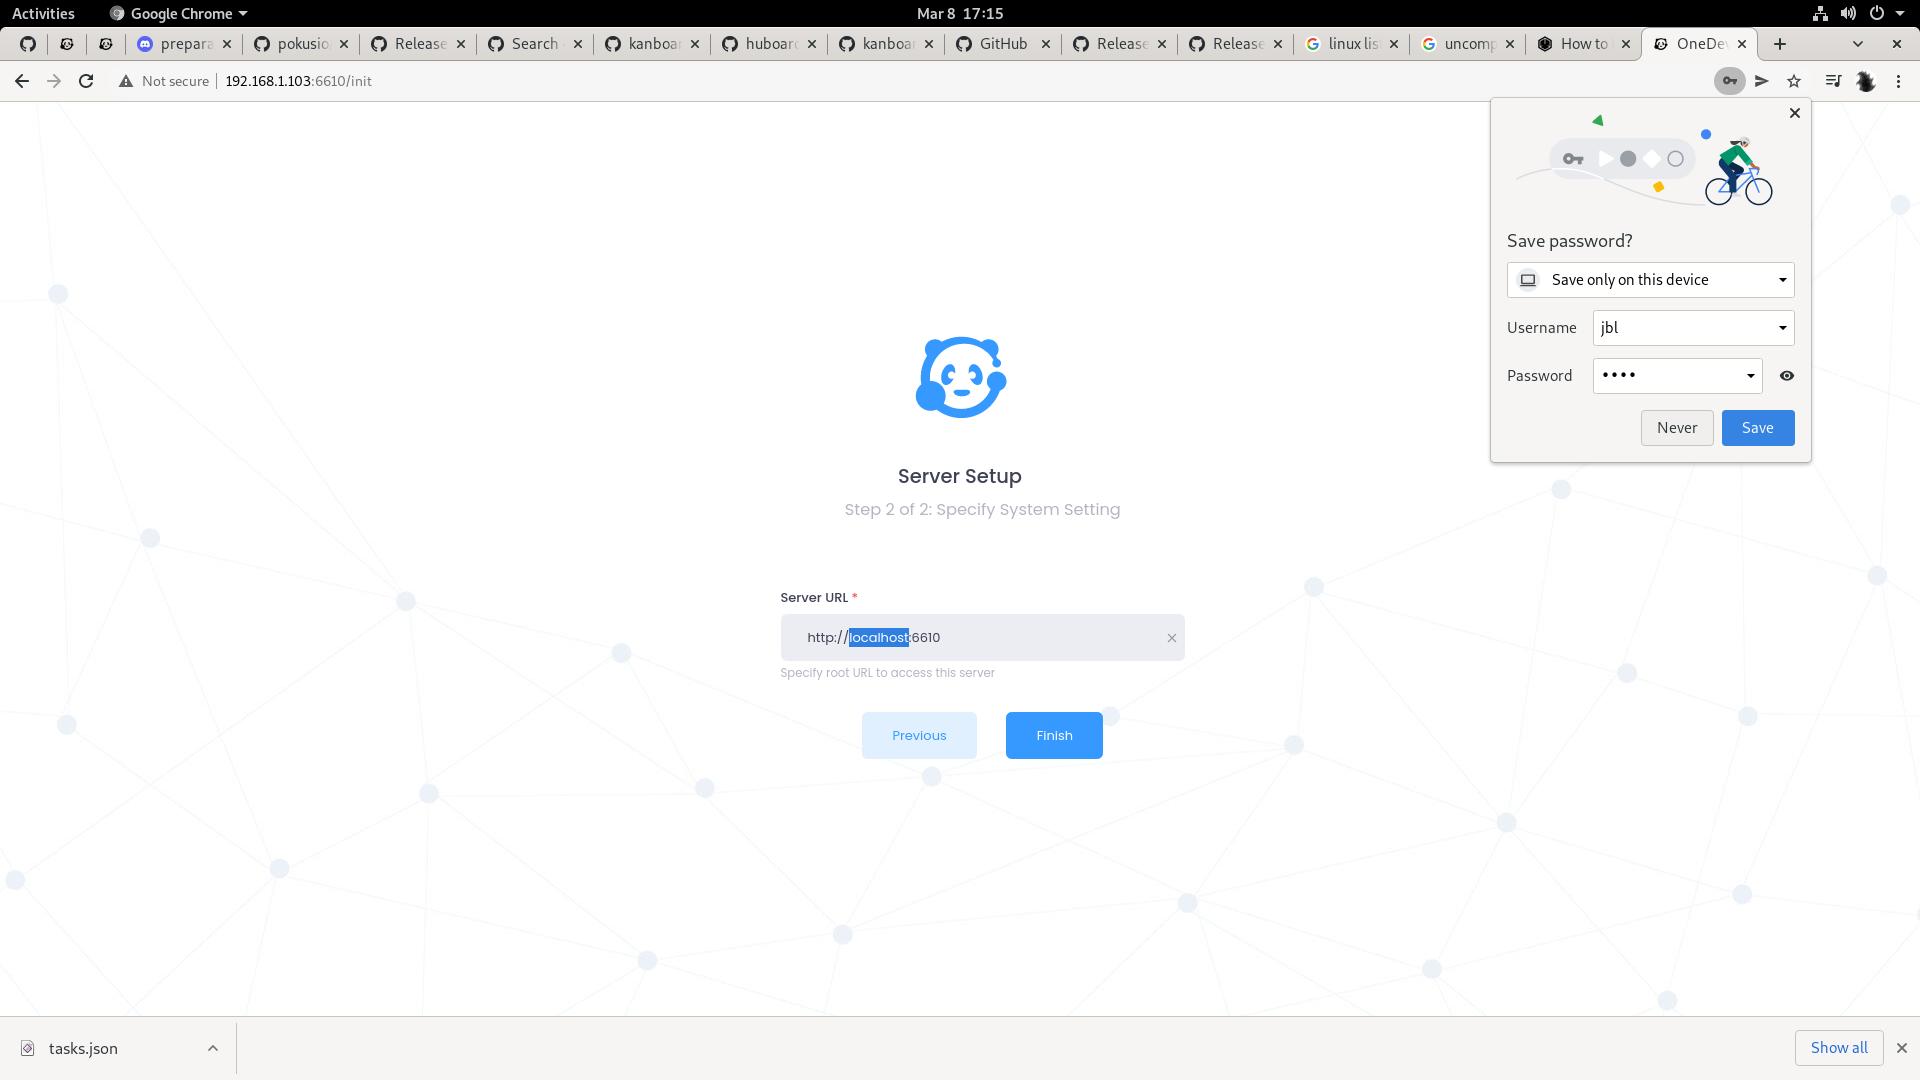 Activities
Google Chrome
Mar 8 17:15
prepara
pokusio
Release
Search
kanboar
huboard
kanboar
GitHub
Release
Release
linux lis
uncomp
How to
OneDev
Not secure
192.168.1.103:6610/init
Save password?
Save only on this device
Username
jbl
Password
••••
Never
Save
Server Setup
Step 2 of 2: Specify System Setting
Server URL *
http://localhost:6610
Specify root URL to access this server
Previous
Finish
tasks.json
Show all